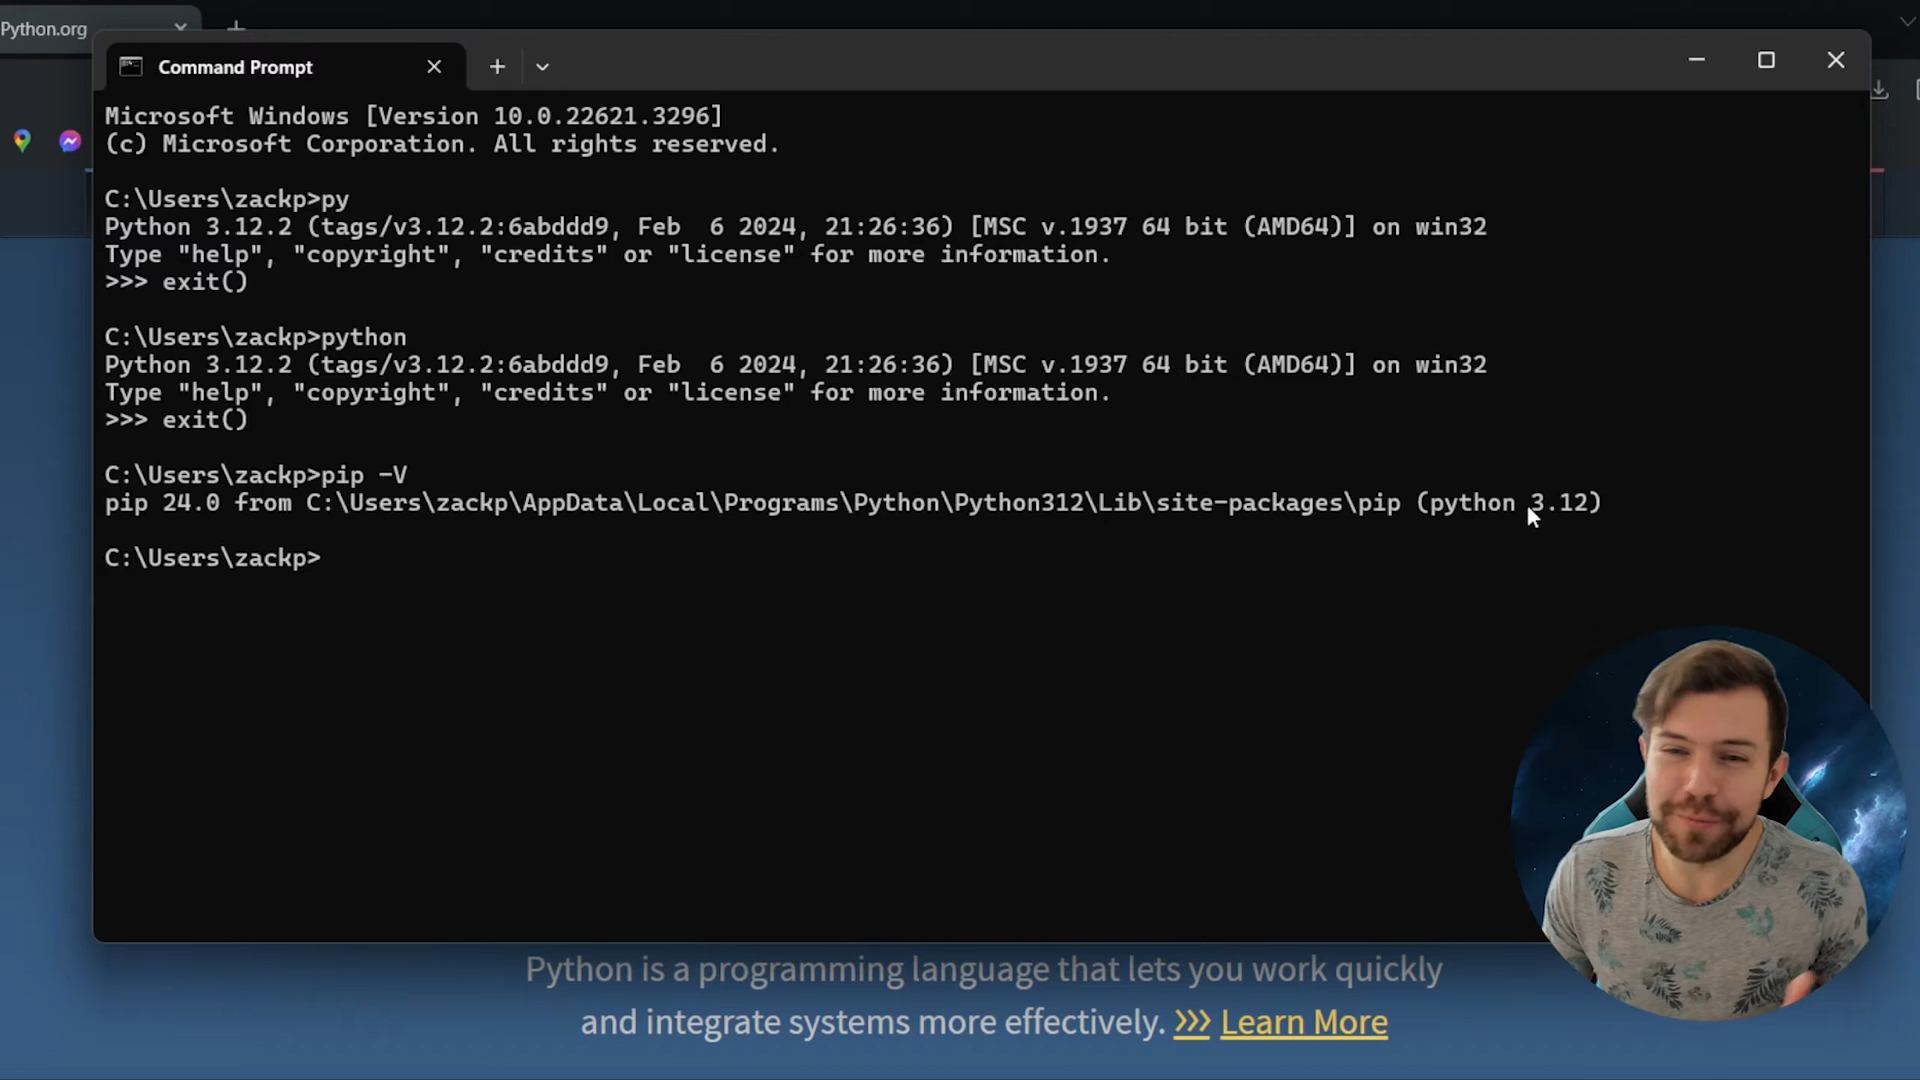 Python.org
Command Prompt
Microsoft Windows [Version 10.0.22621.3296]
(c) Microsoft Corporation. All rights reserved.
C:\Users\zackp>py
Python 3.12.2 (tags/v3.12.2:6abddd9, Feb  6 2024, 21:26:36) [MSC v.1937 64 bit (AMD64)] on win32
Type "help", "copyright", "credits" or "license" for more information.
>>> exit()
C:\Users\zackp>python
Python 3.12.2 (tags/v3.12.2:6abddd9, Feb  6 2024, 21:26:36) [MSC v.1937 64 bit (AMD64)] on win32
Type "help", "copyright", "credits" or "license" for more information.
>>> exit()
C:\Users\zackp>pip -V
pip 24.0 from C:\Users\zackp\AppData\Local\Programs\Python\Python312\Lib\site-packages\pip (python 3.12)
C:\Users\zackp>
Python is a programming language that lets you work quickly
and integrate systems more effectively. >>> Learn More